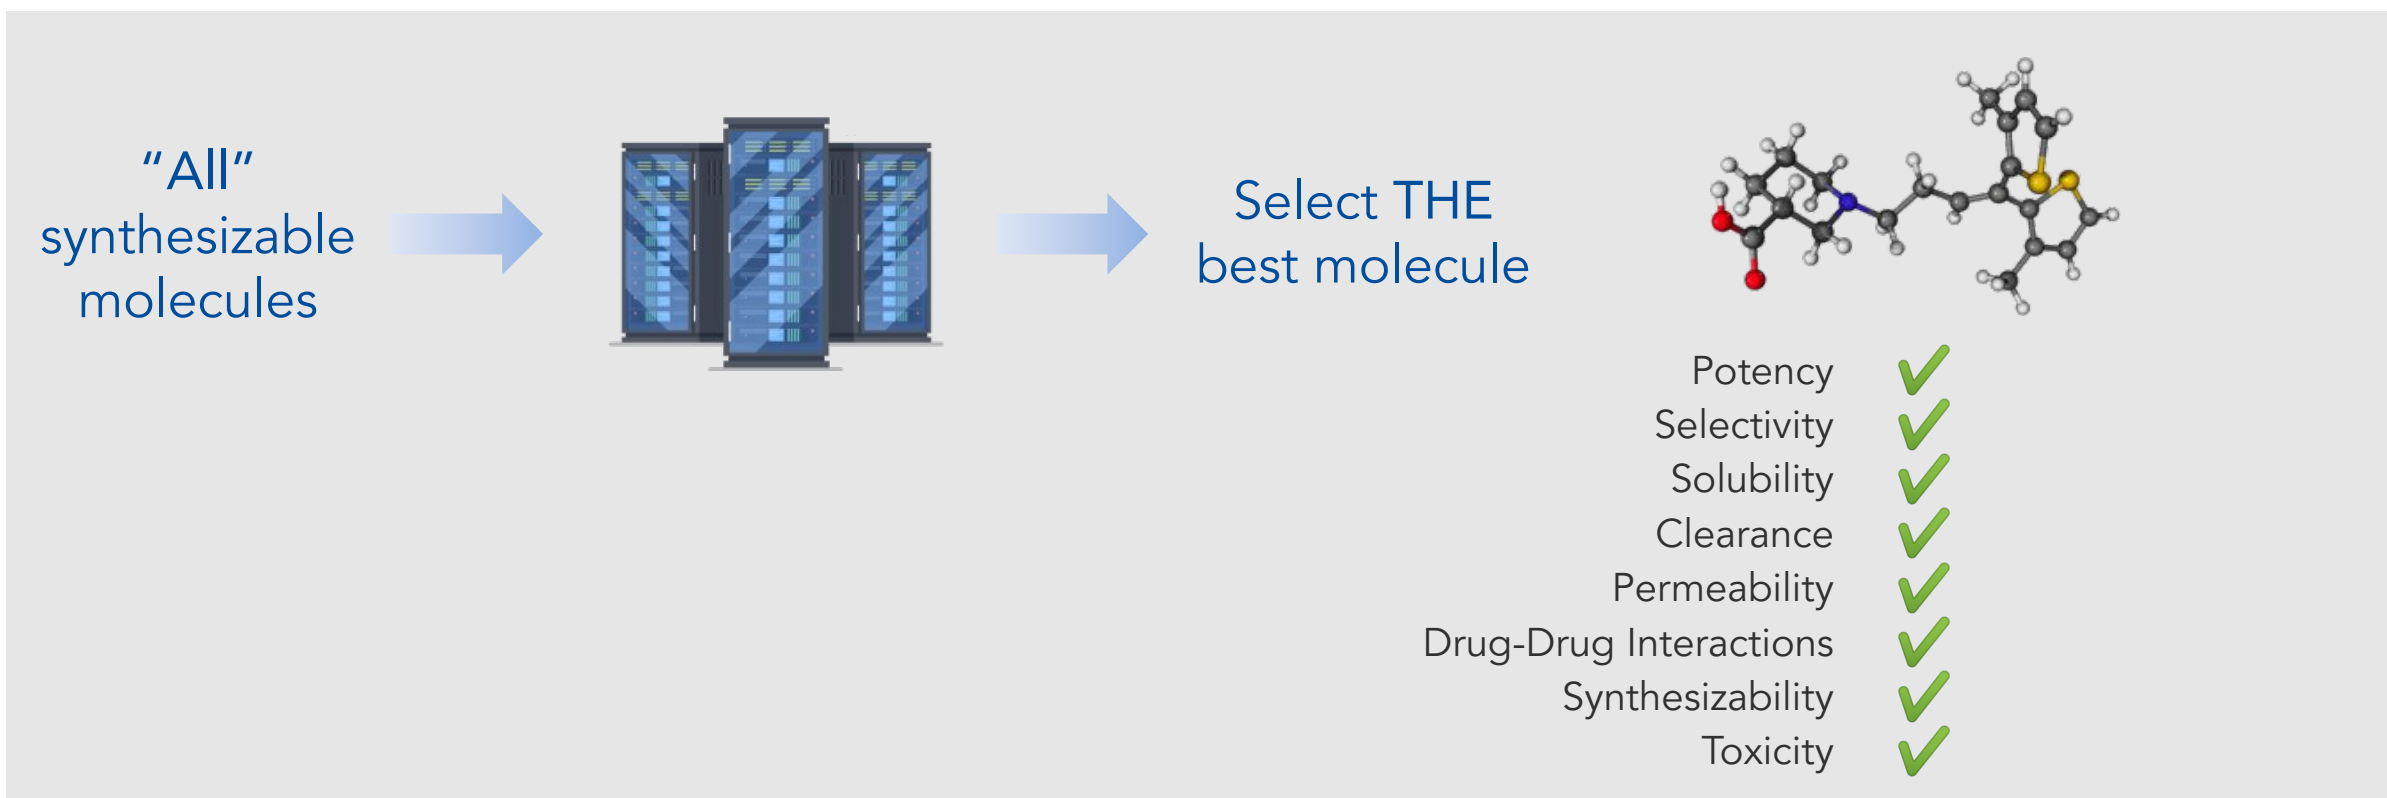 “All”
synthesizable
molecules
Select THE
best molecule
Potency
Selectivity
Solubility
Clearance
Permeability
Drug-Drug Interactions
Synthesizability
Toxicity